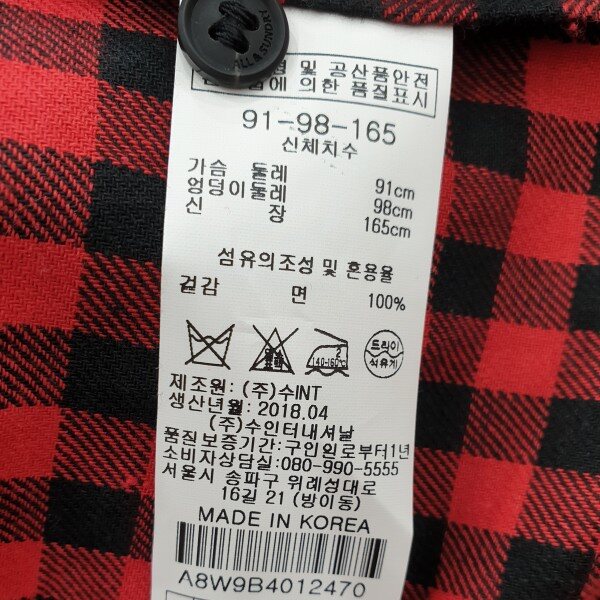 ALL & SUNDRY
및 공산품안전
에 의한 품질표시
91-98-165
신체치수
가슴 둘레 91cm
엉덩이둘레 98cm
신 장 165cm
섬유의조성 및 혼용율
겉감 면 100%
140-160℃ 2
드라이
석유계
제조원: (주)수INT
생산년월: 2018.04
(주)수인터내셔날
품질보증기간: 구인일로부터1년
소비자상담실: 080-990-5555
서울시 송파구 위례성대로
16길 21 (방이동)
MADE IN KOREA
A8W9B4012470